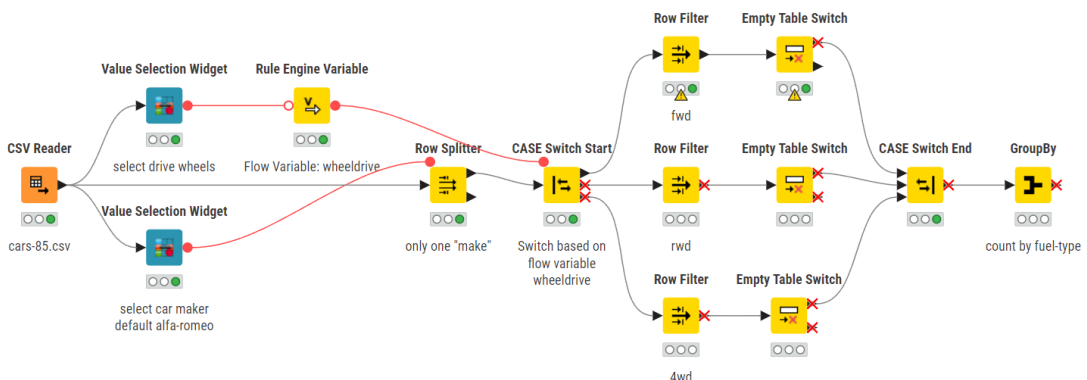 Row Filter
Empty Table Switch
fwd
Value Selection Widget
Rule Engine Variable
V
select drive wheels
Flow Variable: wheeldrive
CSV Reader
cars-85.csv
Row Splitter
only one "make"
CASE Switch Start
Switch based on
flow variable
wheeldrive
Row Filter
rwd
Empty Table Switch
CASE Switch End
GroupBy
count by fuel-type
Value Selection Widget
select car maker
default alfa-romeo
Row Filter
4wd
Empty Table Switch